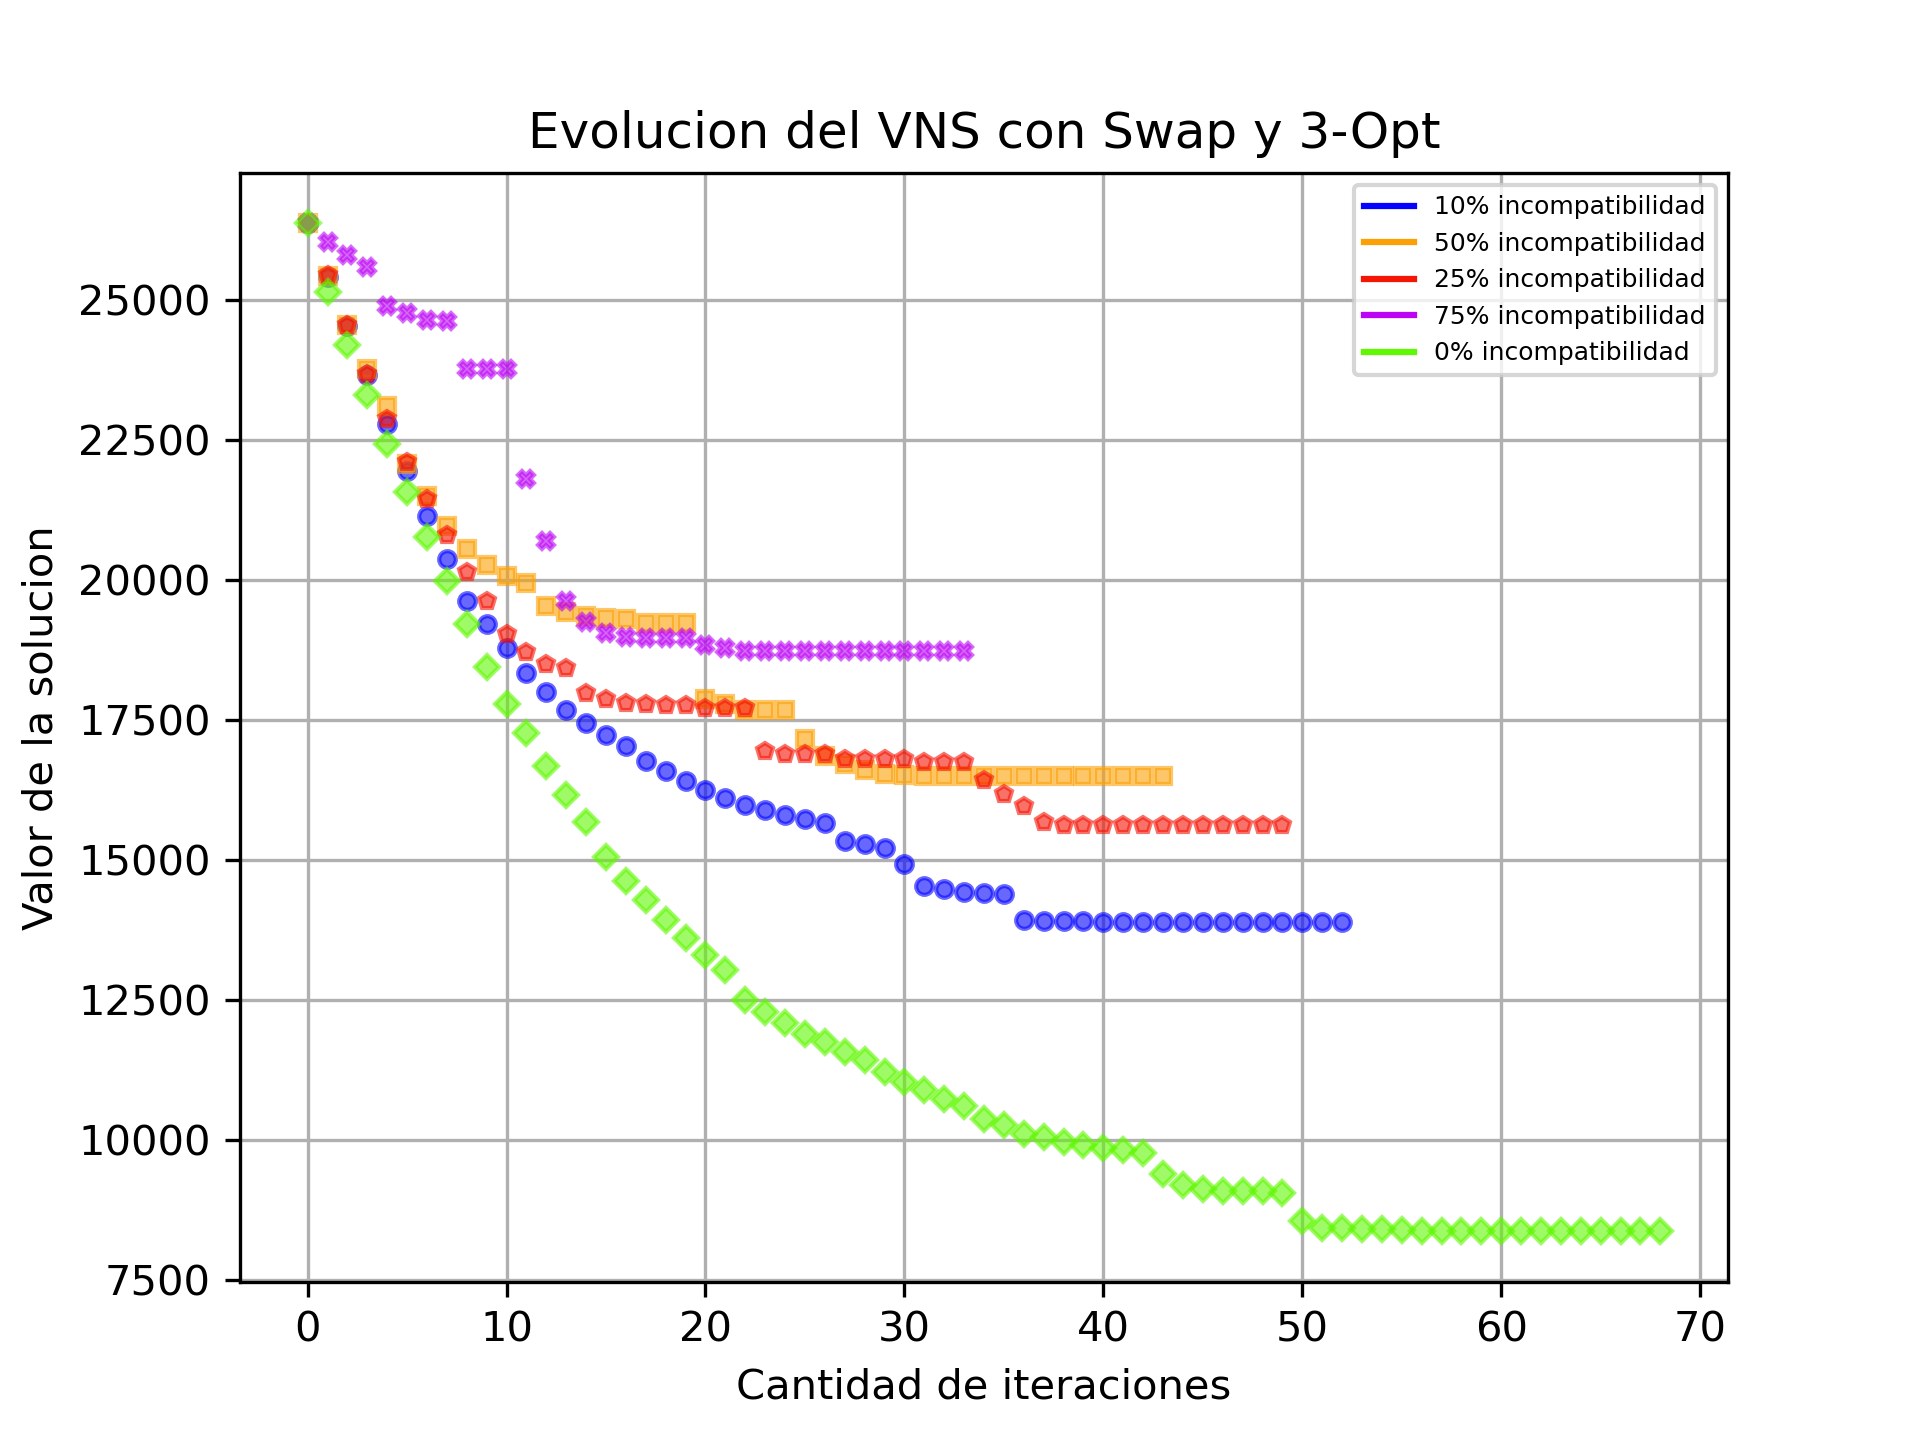 Evolucion del VNS con Swap y 3-Opt
10% incompatibilidad
50% incompatibilidad
25% incompatibilidad
75% incompatibilidad
0% incompatibilidad
Valor de la solucion
25000
22500
20000
17500
15000
12500
10000
7500
0 10 20 30 40 50 60 70
Cantidad de iteraciones